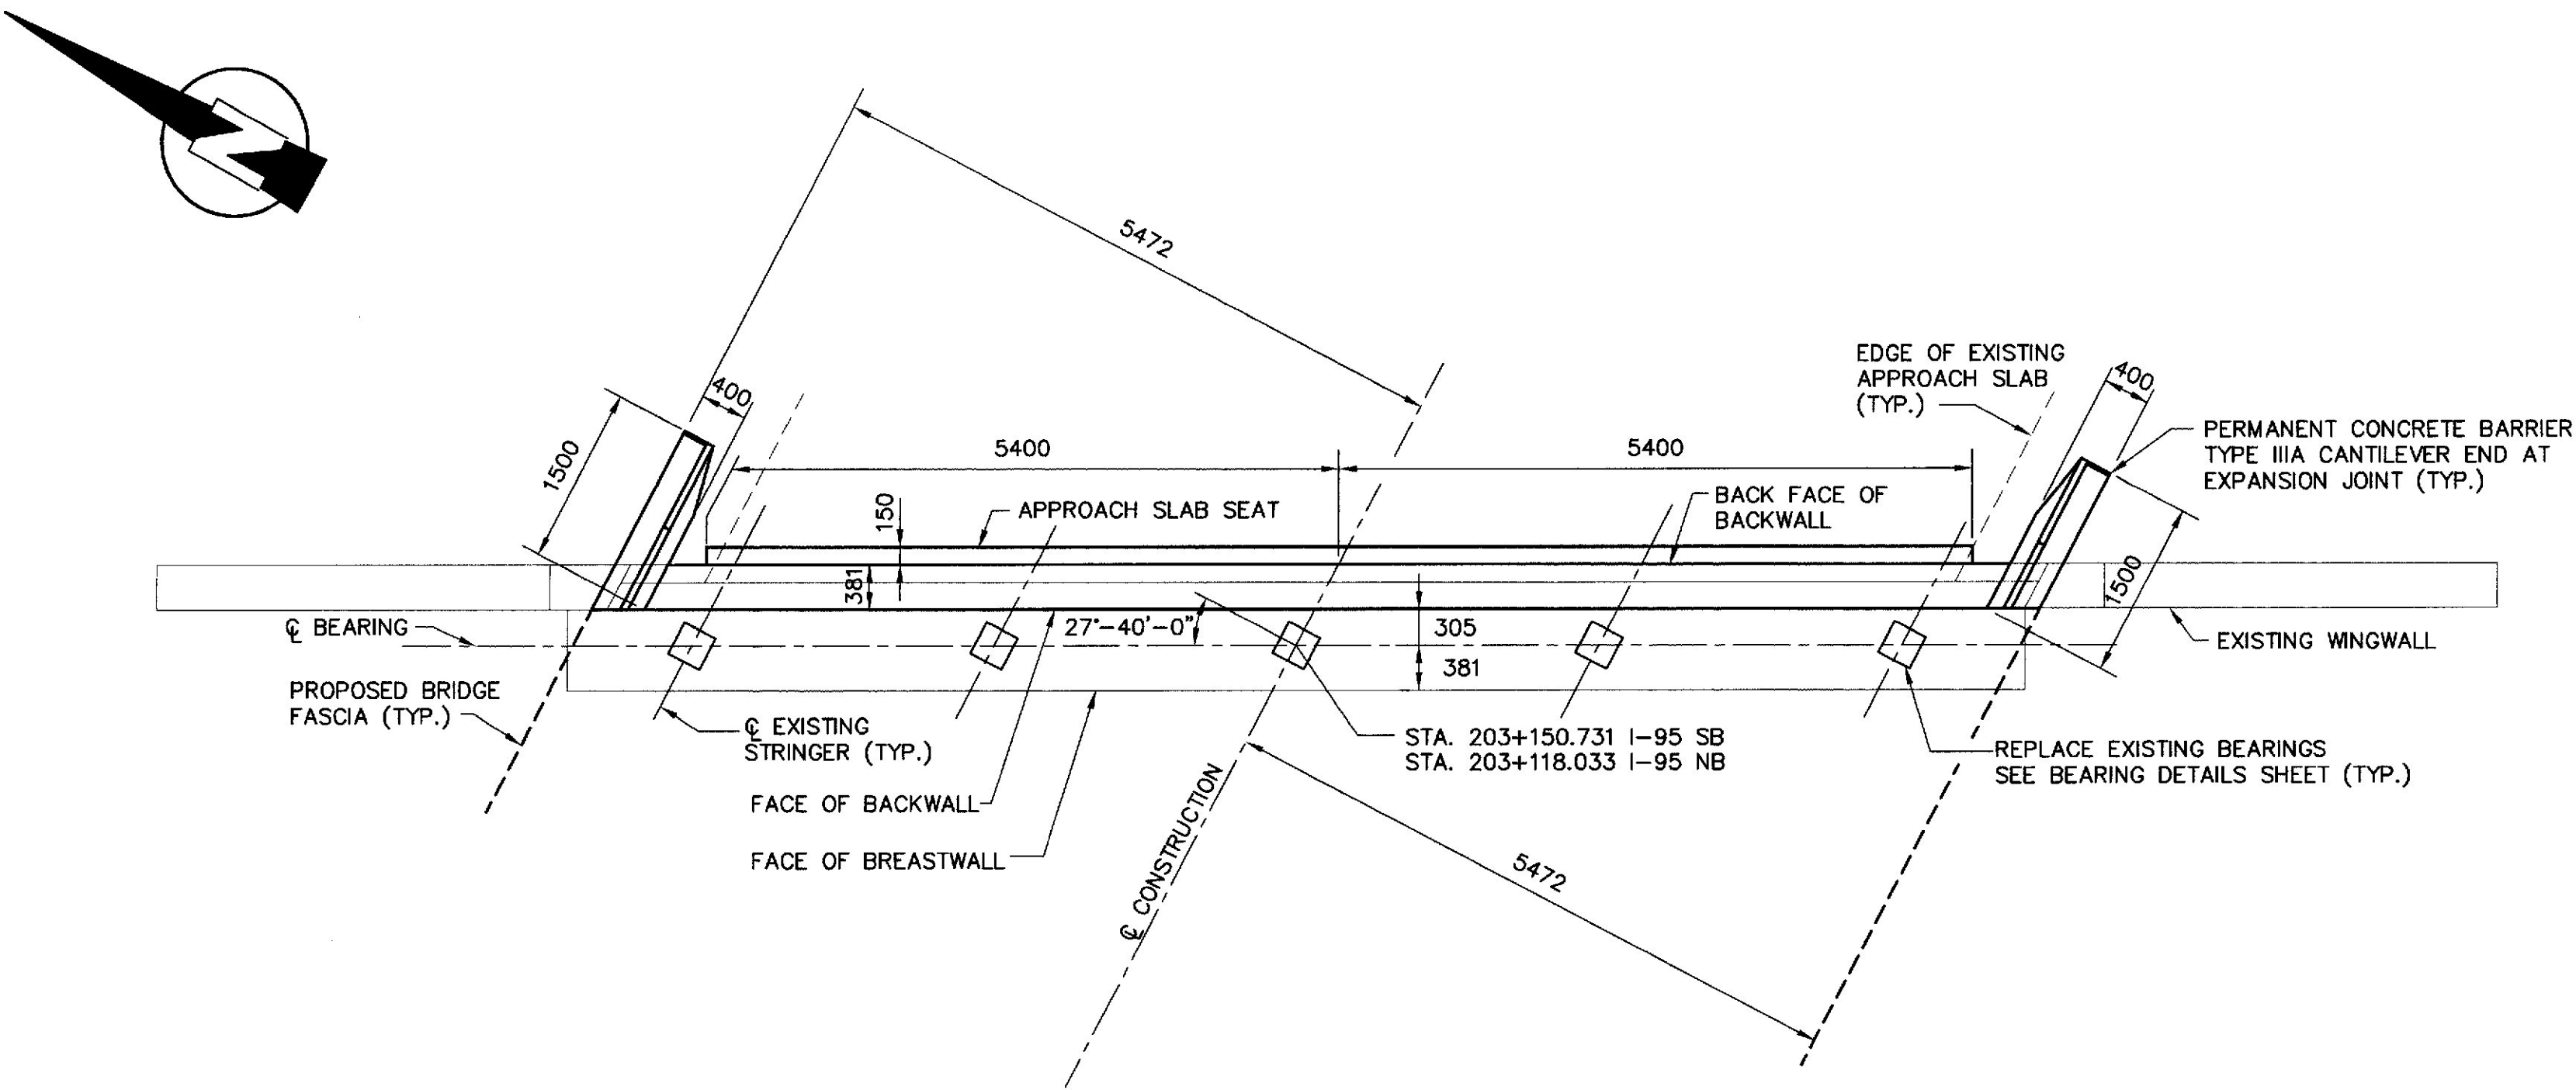 N
5472
400
1500
5400
5400
150
APPROACH SLAB SEAT
381
EDGE OF EXISTING
APPROACH SLAB
(TYP.)
400
PERMANENT CONCRETE BARRIER
TYPE IIIA CANTILEVER END AT
EXPANSION JOINT (TYP.)
BACK FACE OF
BACKWALL
1500
℄ BEARING
27°-40'-0"
305
381
EXISTING WINGWALL
PROPOSED BRIDGE
FASCIA (TYP.)
℄ EXISTING
STRINGER (TYP.)
STA. 203+150.731 I-95 SB
STA. 203+118.033 I-95 NB
REPLACE EXISTING BEARINGS
SEE BEARING DETAILS SHEET (TYP.)
FACE OF BACKWALL
FACE OF BREASTWALL
℄ CONSTRUCTION
5472